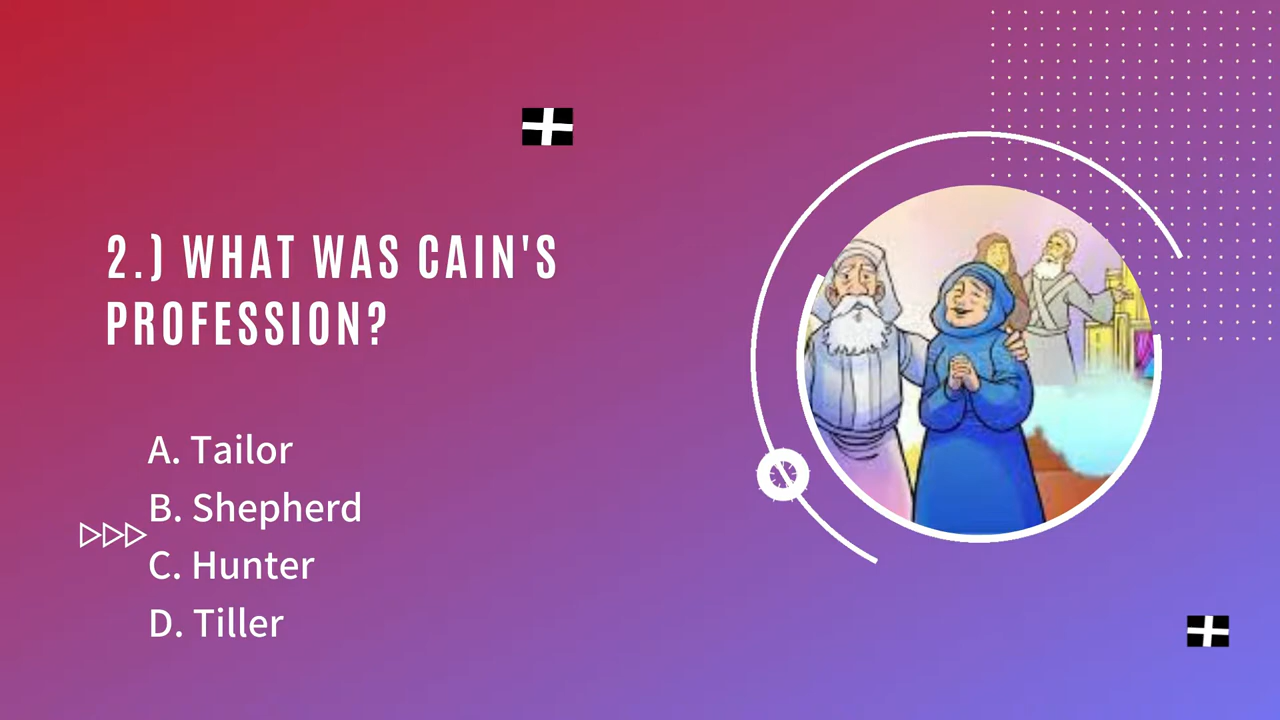 2.) WHAT WAS CAIN'S
PROFESSION?
A. Tailor
B. Shepherd
C. Hunter
D. Tiller